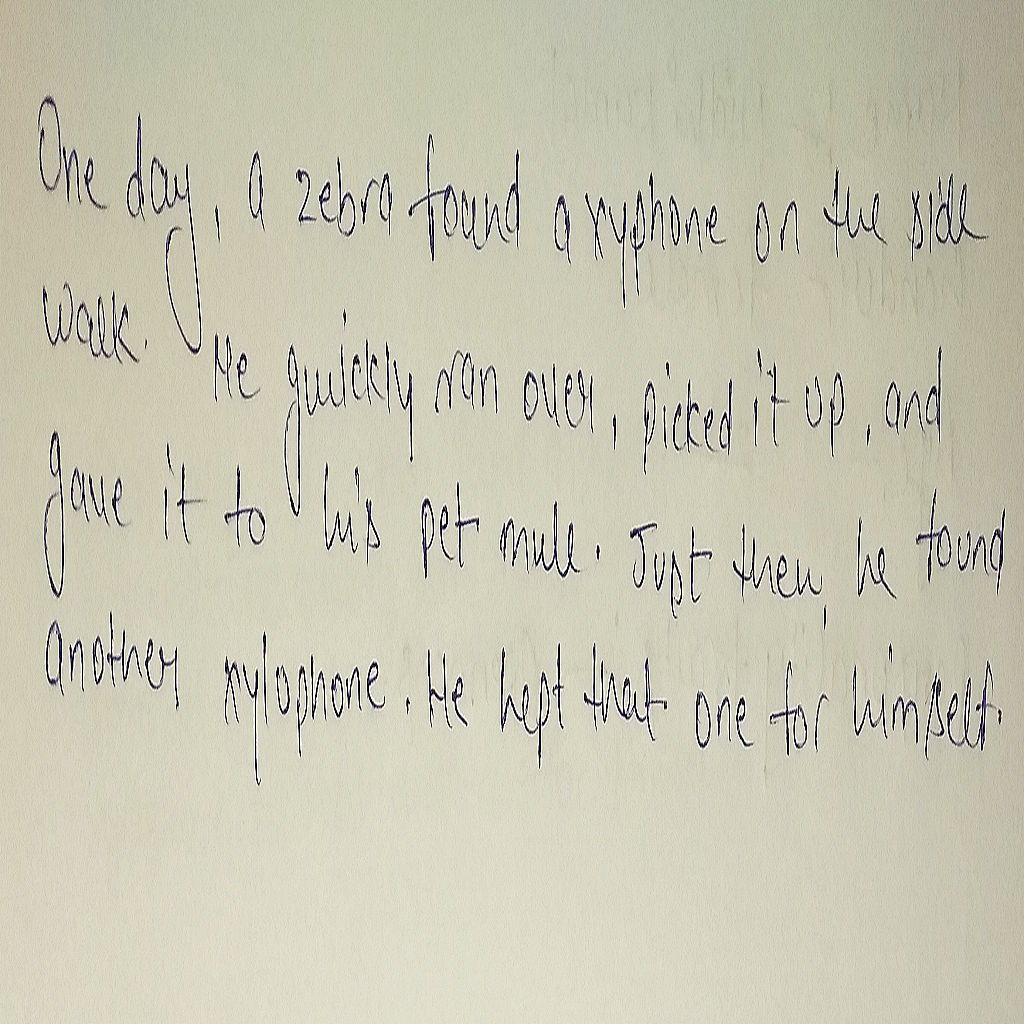 One day, a zebra found a xyphone on the side
walk. He quickly ran over, picked it up, and
gave it to his pet mule. Just then, he found
another xylophone. He kept that one for himself.